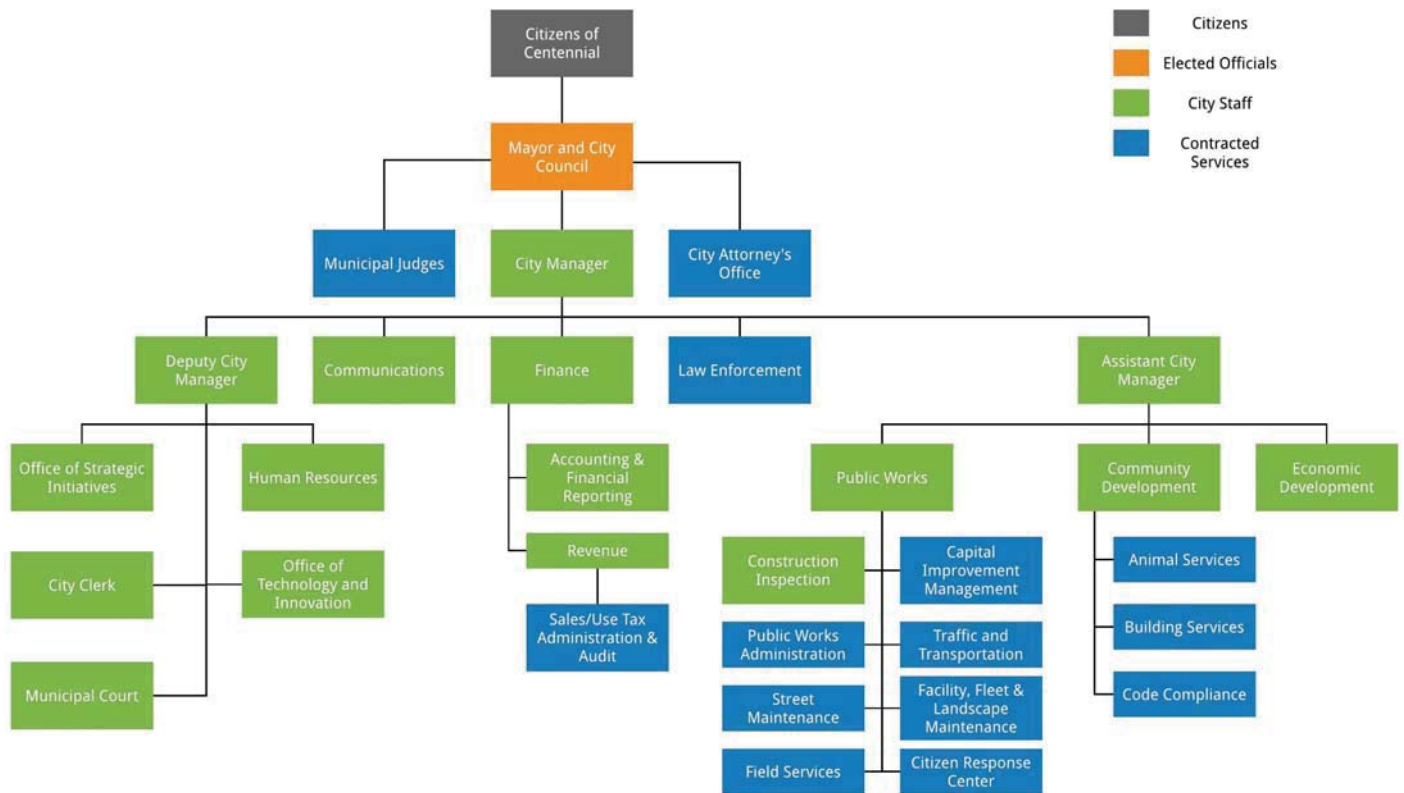 Citizens of
Centennial
Citizens
Elected Officials
City Staff
Contracted
Services
Mayor and City
Council
Municipal Judges
City Manager
City Attorney's
Office
Deputy City
Manager
Communications
Finance
Law Enforcement
Assistant City
Manager
Office of Strategic
Initiatives
Human Resources
Accounting &
Financial
Reporting
Public Works
Community
Development
Economic
Development
City Clerk
Office of
Technology and
Innovation
Revenue
Construction
Inspection
Capital
Improvement
Management
Animal Services
Sales/Use Tax
Administration &
Audit
Public Works
Administration
Traffic and
Transportation
Building Services
Municipal Court
Street
Maintenance
Facility, Fleet &
Landscape
Maintenance
Code Compliance
Field Services
Citizen Response
Center